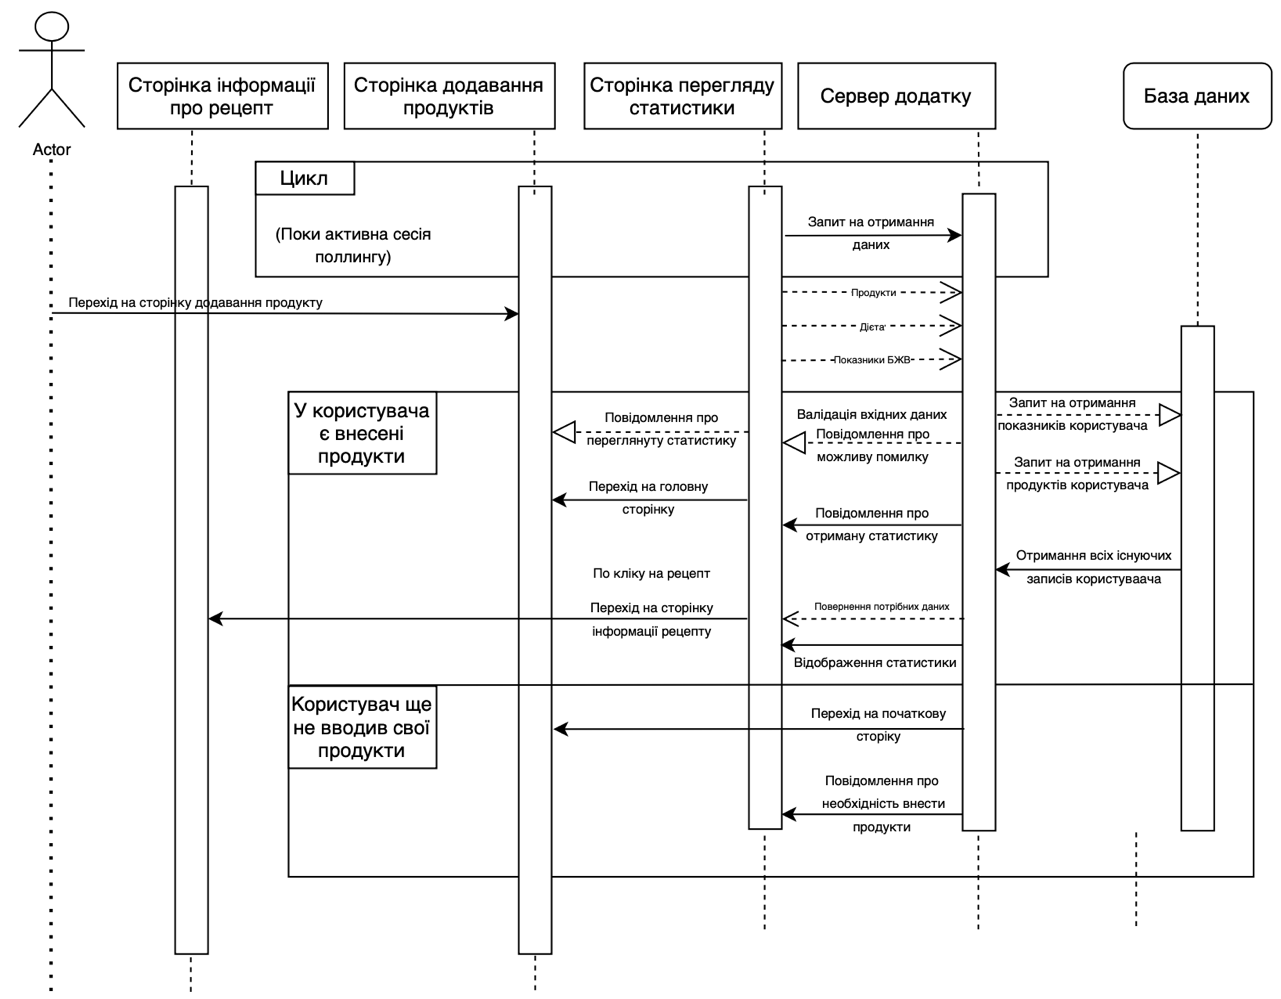 Actor
Сторінка інформації
про рецепт
Сторінка додавання
продуктів
Сторінка перегляду
статистики
Сервер додатку
База даних
Цикл
(Поки активна сесія
поллингу)
Запит на отримання
даних
Перехід на сторінку додавання продукту
Продукти
Дієта
Показники БЖВ
У користувача
є внесені
продукти
Повідомлення про
переглянуту статистику
Валідація вхідних даних
Повідомлення про
можливу помилку
Запит на отримання
показників користувача
Запит на отримання
продуктів користувача
Перехід на головну
сторінку
Повідомлення про
отриману статистику
Отримання всіх існуючих
записів користуваача
По кліку на рецепт
Перехід на сторінку
інформації рецепту
Повернення потрібних даних
Відображення статистики
Користувач ще
не вводив свої
продукти
Перехід на початкову
сторіку
Повідомлення про
необхідність внести
продукти